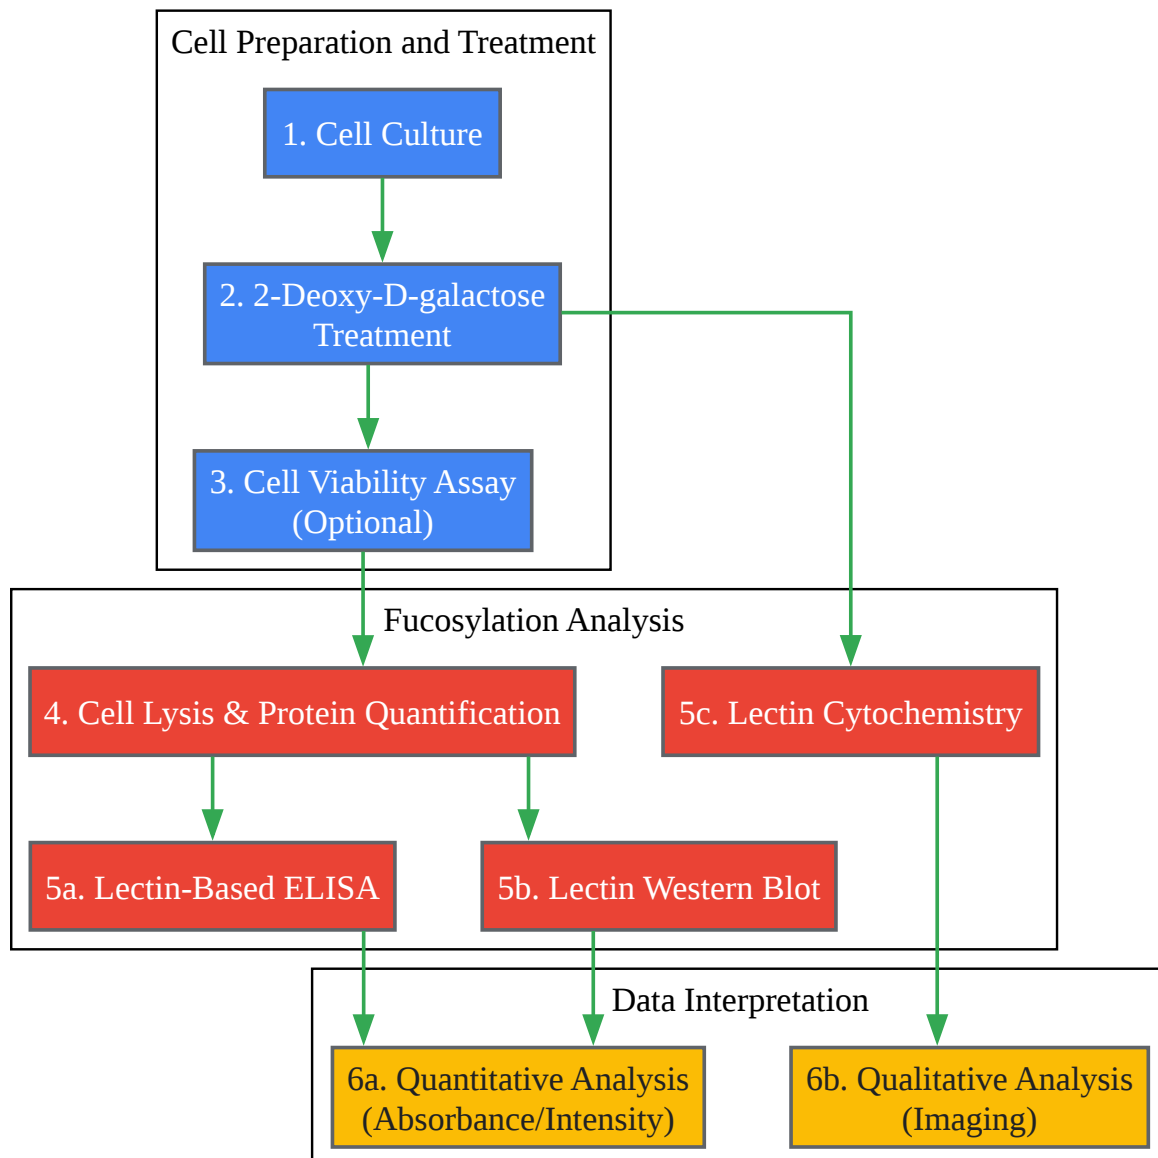 Cell Preparation and Treatment
1. Cell Culture
2. 2-Deoxy-D-galactose
Treatment
3. Cell Viability Assay
(Optional)
Fucosylation Analysis
4. Cell Lysis & Protein Quantification
5c. Lectin Cytochemistry
5a. Lectin-Based ELISA
5b. Lectin Western Blot
Data Interpretation
6a. Quantitative Analysis
(Absorbance/Intensity)
6b. Qualitative Analysis
(Imaging)